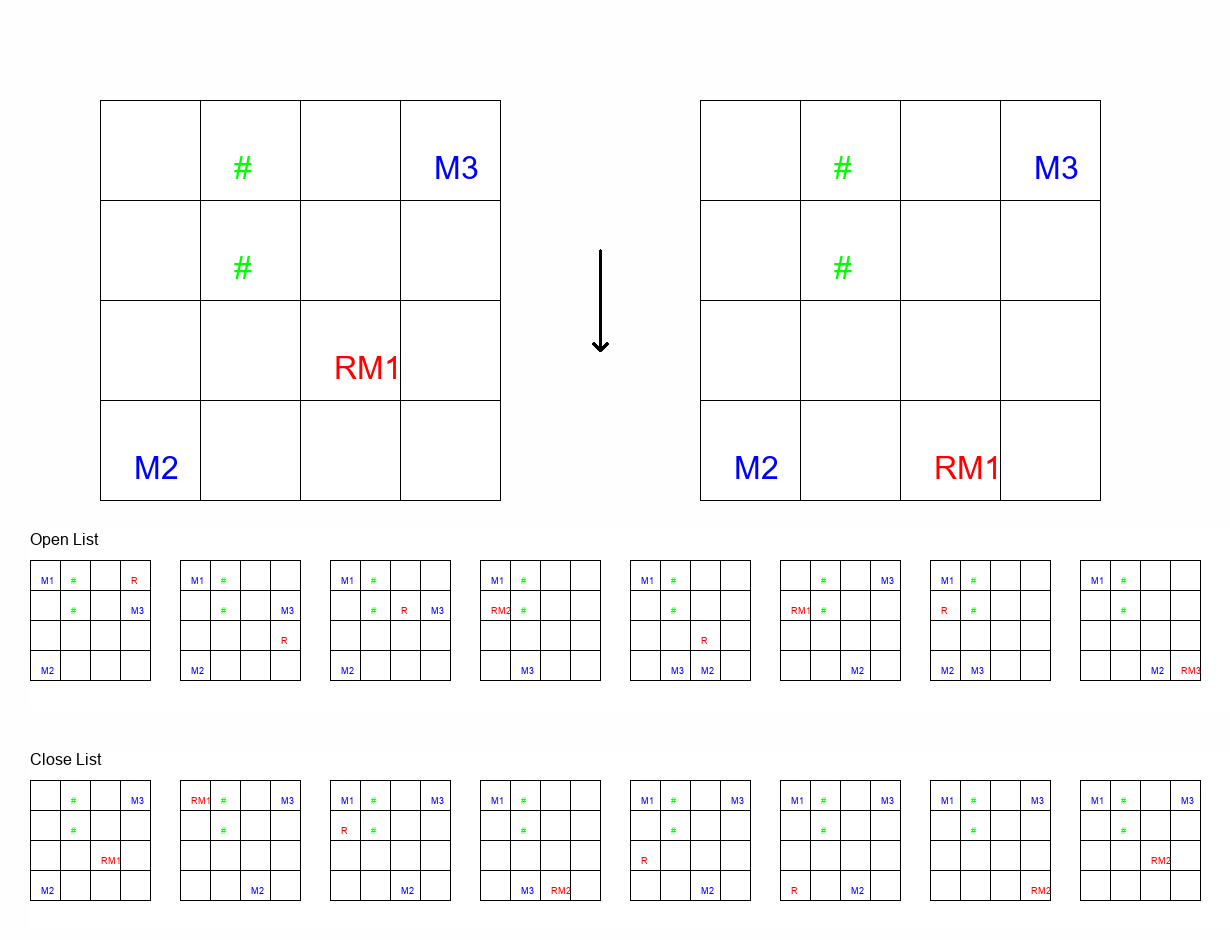 # M3 # M3
# #
RM1
M2 M2 RM1
Open List
M1 # R M1 # M1 # M1 # M1 # # M3 M1 # M1 #
# M3 # M3 # R M3 RM2 # # RM1 # R # #
R R
M2 M2 M2 M3 M3 M2 M2 M2 M3 M2 RM3
Close List
# M3 RM1 # M3 M1 # M3 M1 # M1 # M3 M1 # M3 M1 # M3 M1 # M3
# # R # # # # # #
RM1 R RM2
M2 M2 M2 M3 RM2 M2 R M2 RM2